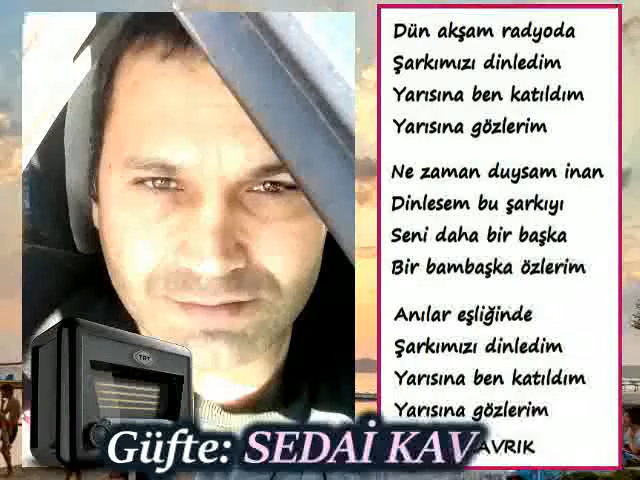 Dün akşam radyoda
Şarkımızı dinledim
Yarısına ben katıldım
Yarısına gözlerim
Ne zaman duysam inan
Dinlesem bu şarkıyı
Seni daha bir başka
Bir bambaşka özlerim
Anılar eşliğinde
Şarkımızı dinledim
Yarısına ben katıldım
Yarısına gözlerim
AVRIK
TRT
Güfte: SEDAİ KAV